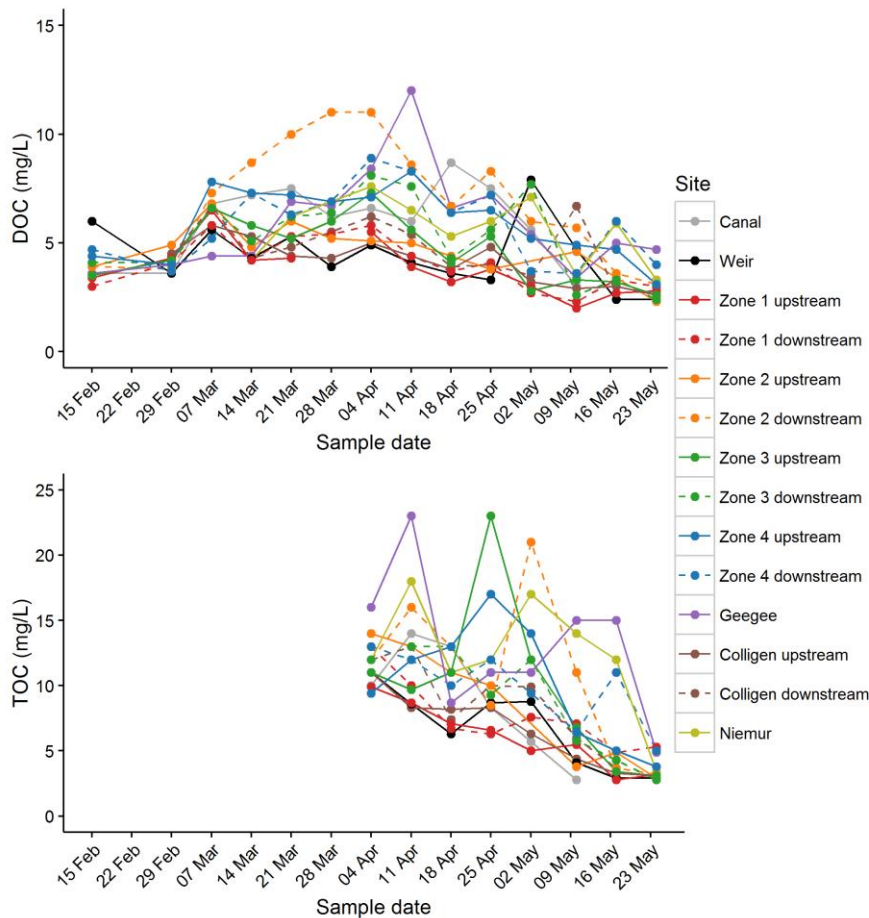 15
10
5
0
DOC (mg/L)
15 Feb
22 Feb
29 Feb
07 Mar
14 Mar
21 Mar
28 Mar
04 Apr
11 Apr
18 Apr
25 Apr
02 May
09 May
16 May
23 May
Sample date
25
20
15
10
5
0
TOC (mg/L)
15 Feb
22 Feb
29 Feb
07 Mar
14 Mar
21 Mar
28 Mar
04 Apr
11 Apr
18 Apr
25 Apr
02 May
09 May
16 May
23 May
Sample date
Site
Canal
Weir
Zone 1 upstream
Zone 1 downstream
Zone 2 upstream
Zone 2 downstream
Zone 3 upstream
Zone 3 downstream
Zone 4 upstream
Zone 4 downstream
Geegee
Colligen upstream
Colligen downstream
Niemur